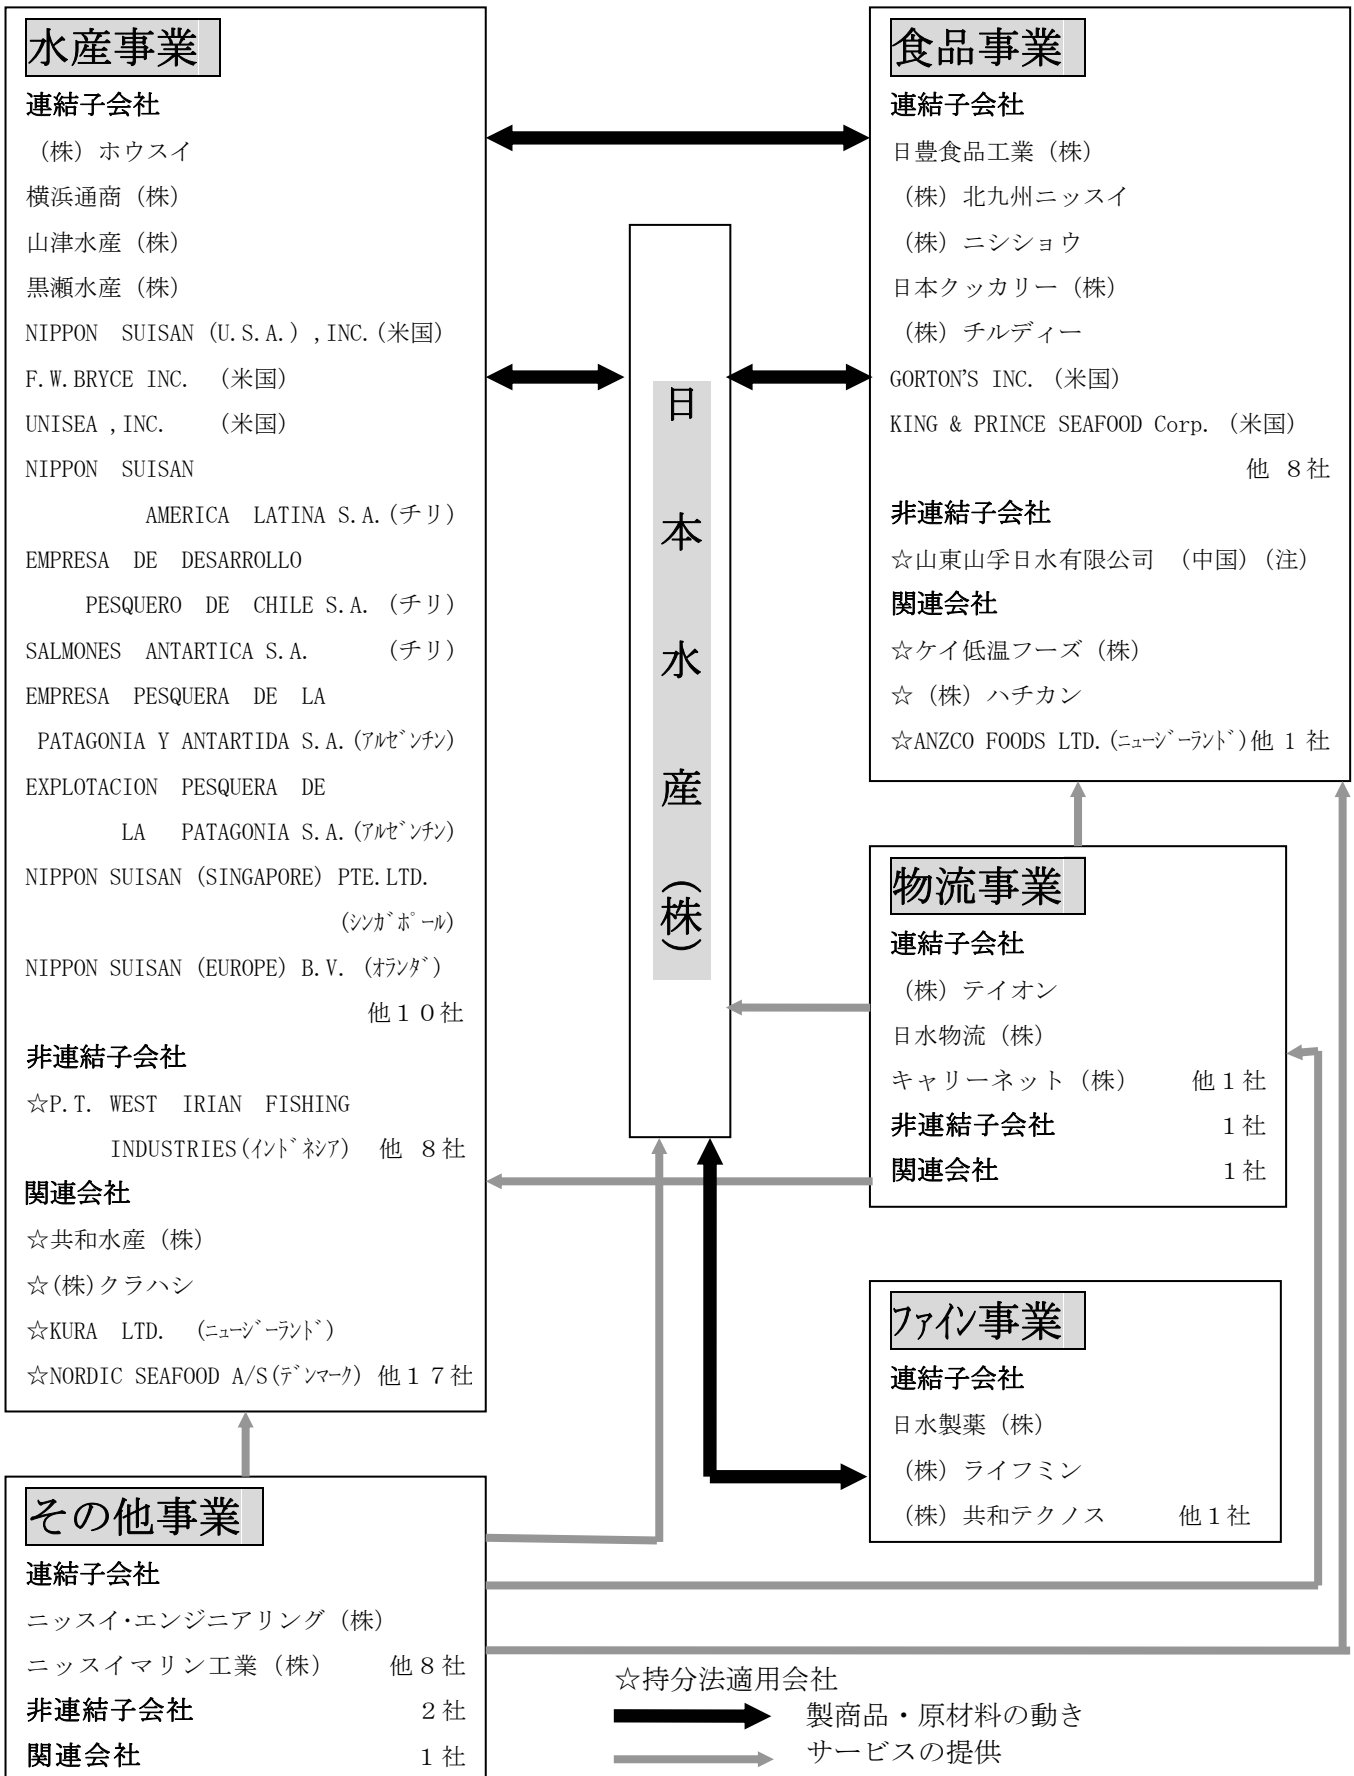 水産事業
連結子会社
（株）ホウスイ
横浜通商（株）
山津水産（株）
黒瀬水産（株）
NIPPON SUISAN (U.S.A.) ,INC.(米国)
F.W.BRYCE INC. （米国）
UNISEA ,INC. （米国）
NIPPON SUISAN
AMERICA LATINA S.A.(チリ)
EMPRESA DE DESARROLLO
PESQUERO DE CHILE S.A.（チリ）
SALMONES ANTARTICA S.A. （チリ）
EMPRESA PESQUERA DE LA
PATAGONIA Y ANTARTIDA S.A.(ｱﾙｾﾞﾝﾁﾝ)
EXPLOTACION PESQUERA DE
LA PATAGONIA S.A.(ｱﾙｾﾞﾝﾁﾝ)
NIPPON SUISAN (SINGAPORE) PTE.LTD.
(ｼﾝｶﾞﾎﾟｰﾙ)
NIPPON SUISAN (EUROPE) B.V. (ｵﾗﾝﾀﾞ)
他１０社
非連結子会社
☆P.T. WEST IRIAN FISHING
INDUSTRIES(ｲﾝﾄﾞﾈｼｱ) 他 ８社
関連会社
☆共和水産（株）
☆(株)クラハシ
☆KURA LTD. (ﾆｭｰｼﾞｰﾗﾝﾄﾞ)
☆NORDIC SEAFOOD A/S(ﾃﾞﾝﾏｰｸ) 他１７社
日本水産（株）
食品事業
連結子会社
日豊食品工業（株）
（株）北九州ニッスイ
（株）ニシショウ
日本クッカリー（株）
（株）チルディー
GORTON'S INC.（米国）
KING & PRINCE SEAFOOD Corp.（米国）
他 ８社
非連結子会社
☆山東山孚日水有限公司 （中国）（注）
関連会社
☆ケイ低温フーズ（株）
☆（株）ハチカン
☆ANZCO FOODS LTD.(ﾆｭｰｼﾞｰﾗﾝﾄﾞ)他１社
物流事業
連結子会社
（株）テイオン
日水物流（株）
キャリーネット（株） 他１社
非連結子会社 １社
関連会社 １社
ﾌｧｲﾝ事業
連結子会社
日水製薬（株）
（株）ライフミン
（株）共和テクノス 他１社
その他事業
連結子会社
ニッスイ･エンジニアリング（株）
ニッスイマリン工業（株） 他８社
非連結子会社 ２社
関連会社 １社
☆持分法適用会社
製商品・原材料の動き
サービスの提供